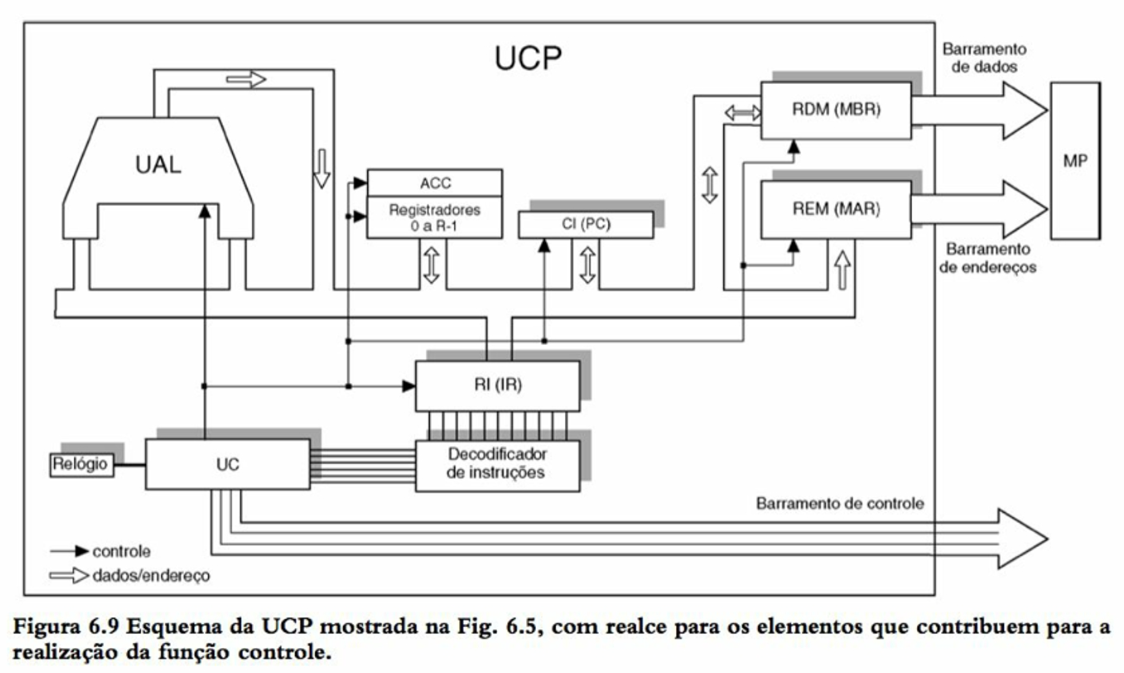 UCP
Barramento
de dados
RDM (MBR)
MP
UAL
ACC
Registradores
0 a R-1
CI (PC)
REM (MAR)
Barramento
de endereços
RI (IR)
Relógio
UC
Decodificador
de instruções
Barramento de controle
controle
dados/endereço
Figura 6.9 Esquema da UCP mostrada na Fig. 6.5, com realce para os elementos que contribuem para a
realização da função controle.